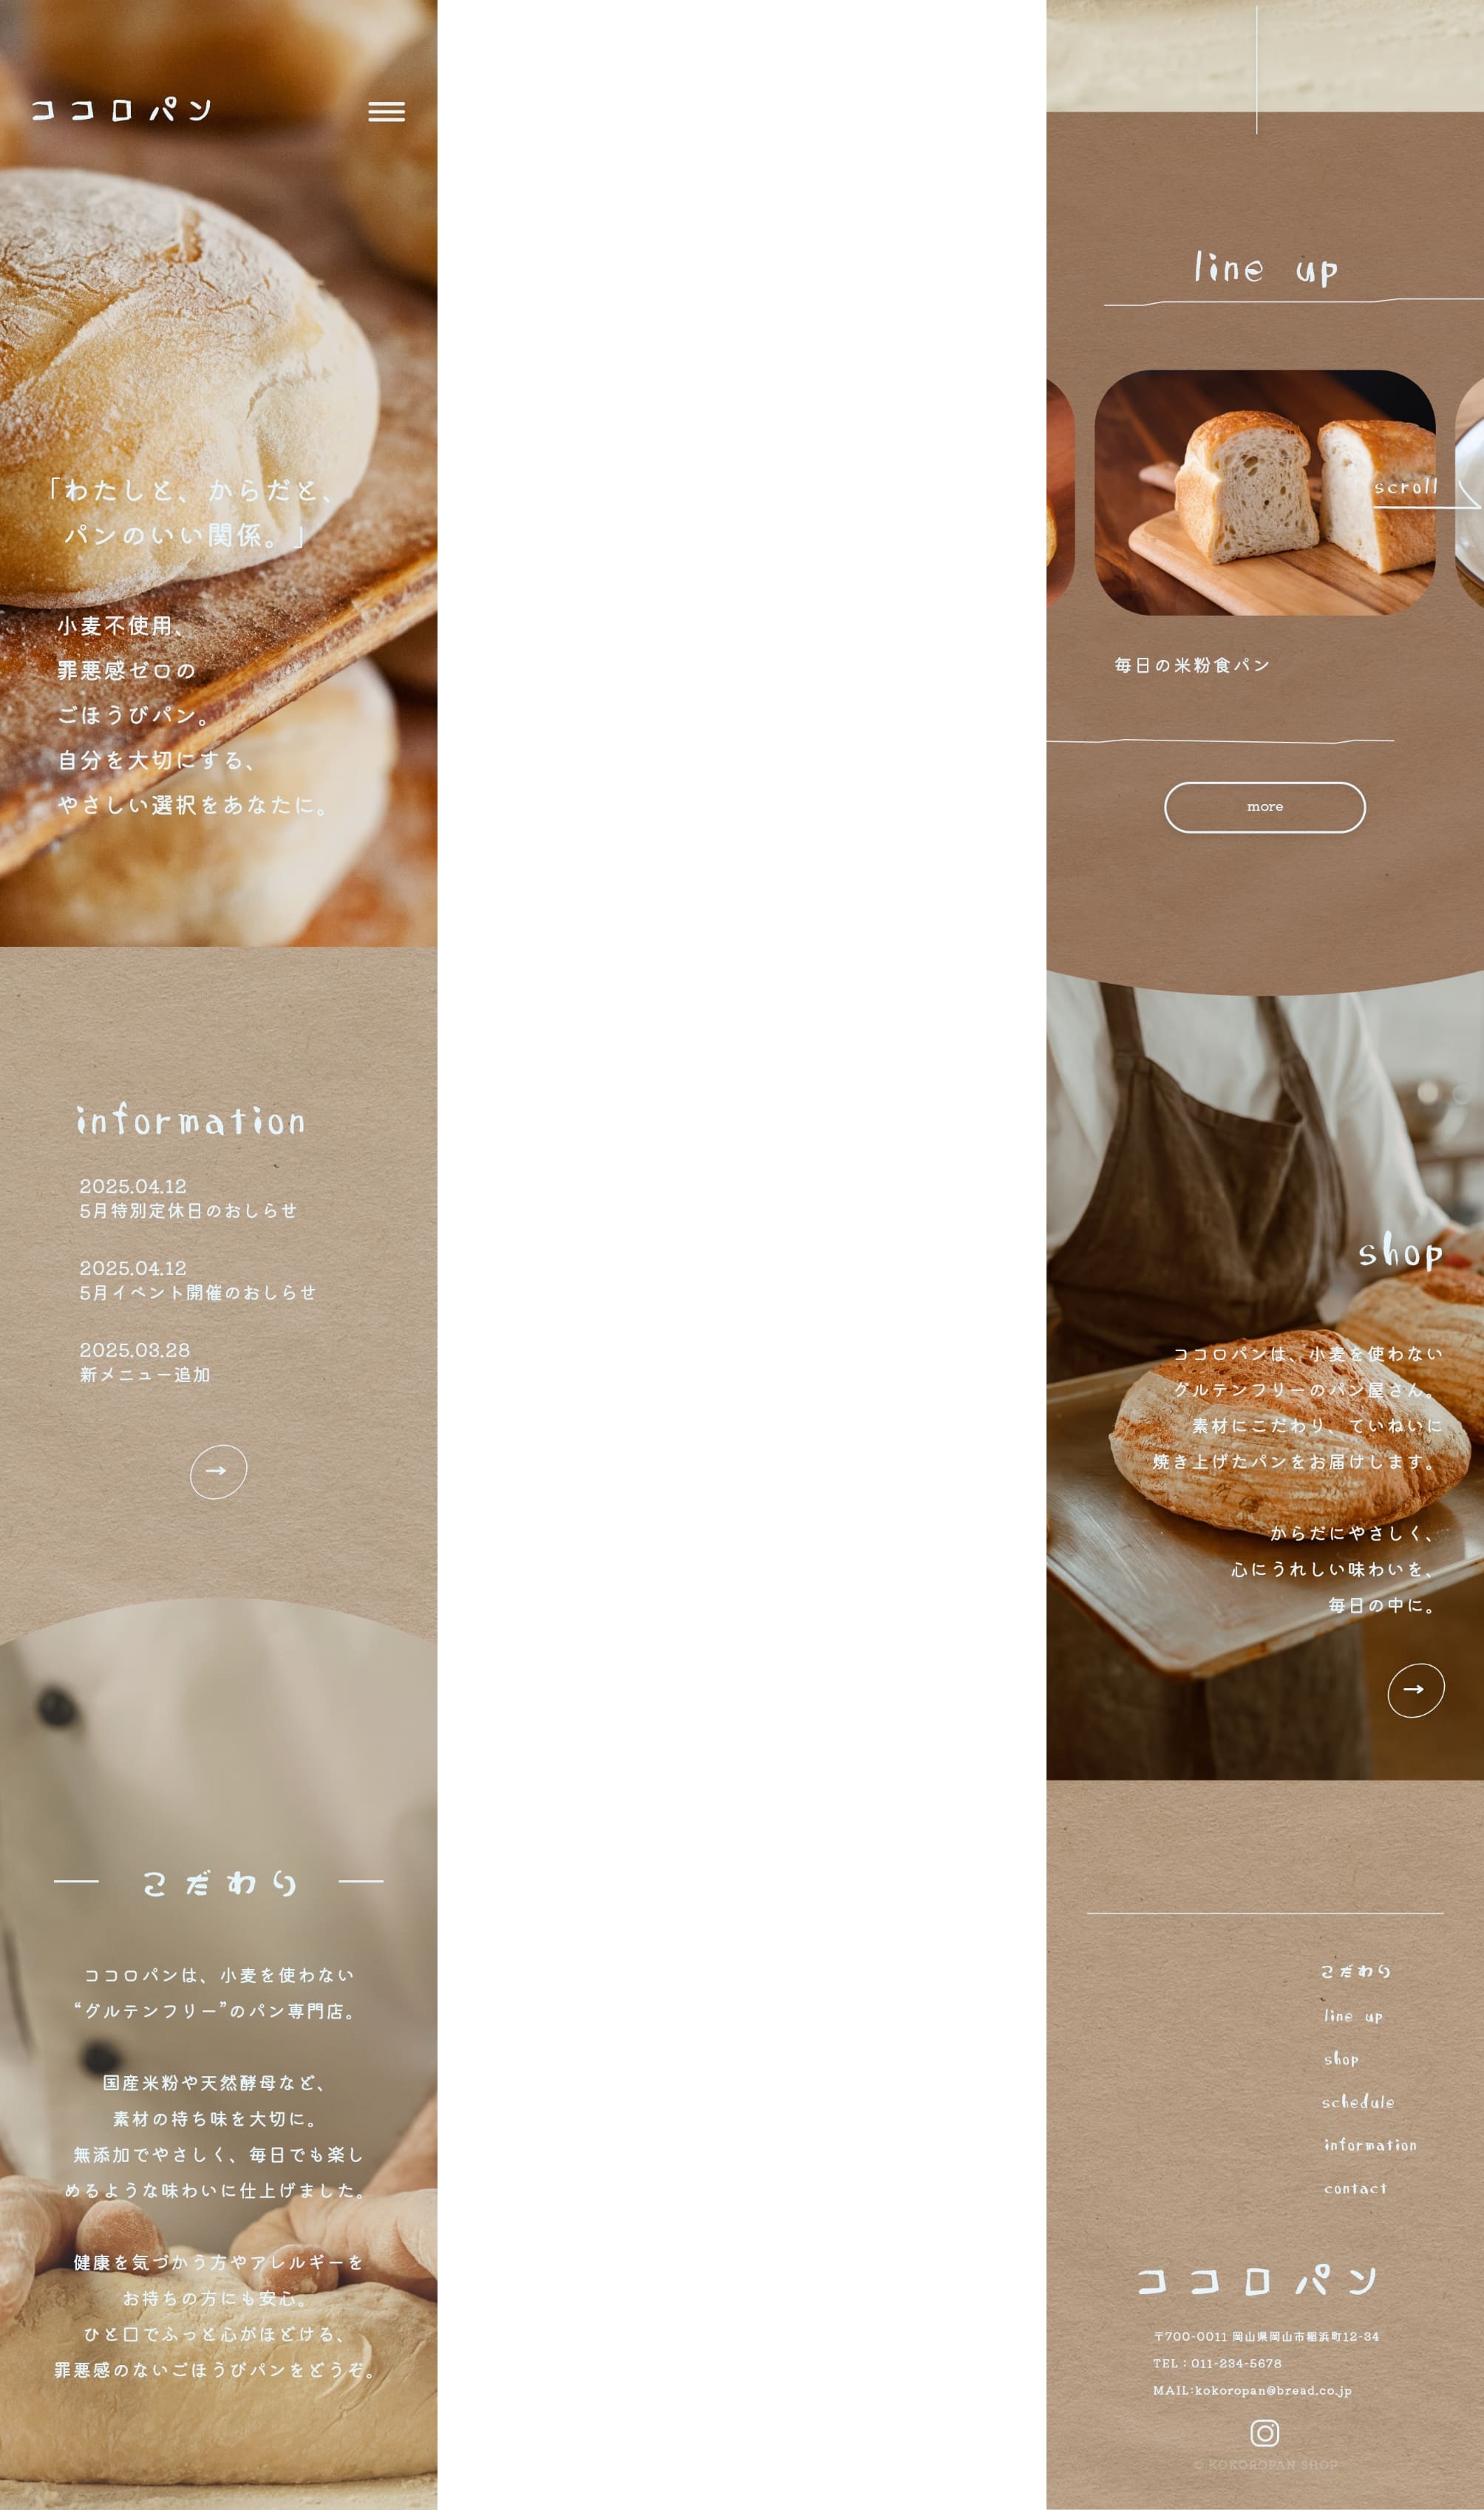 ココロパン
「わたしと、からだと、
パンのいい関係。」
小麦不使用、
罪悪感ゼロの
ごほうびパン。
自分を大切にする、
やさしい選択をあなたに。
information
2025.04.12
5月特別定休日のおしらせ
2025.04.12
5月イベント開催のおしらせ
2025.03.28
新メニュー追加
→
こだわり
ココロパンは、小麦を使わない
“グルテンフリー”のパン専門店。
国産米粉や天然酵母など、
素材の持ち味を大切に。
無添加でやさしく、毎日でも楽し
めるような味わいに仕上げました。
健康を気づかう方やアレルギーを
お持ちの方にも安心。
ひと口でふっと心がほどける、
罪悪感のないごほうびパンをどうぞ。
line up
scroll
毎日の米粉食パン
more
shop
ココロパンは、小麦を使わない
グルテンフリーのパン屋さん。
素材にこだわり、ていねいに
焼き上げたパンをお届けします。
からだにやさしく、
心にうれしい味わいを、
毎日の中に。
→
こだわり
line up
shop
schedule
information
contact
ココロパン
〒700-0011 岡山県岡山市稲浜町12-34
TEL：011-234-5678
MAIL:kokoropan@bread.co.jp
© KOKOROPAN SHOP